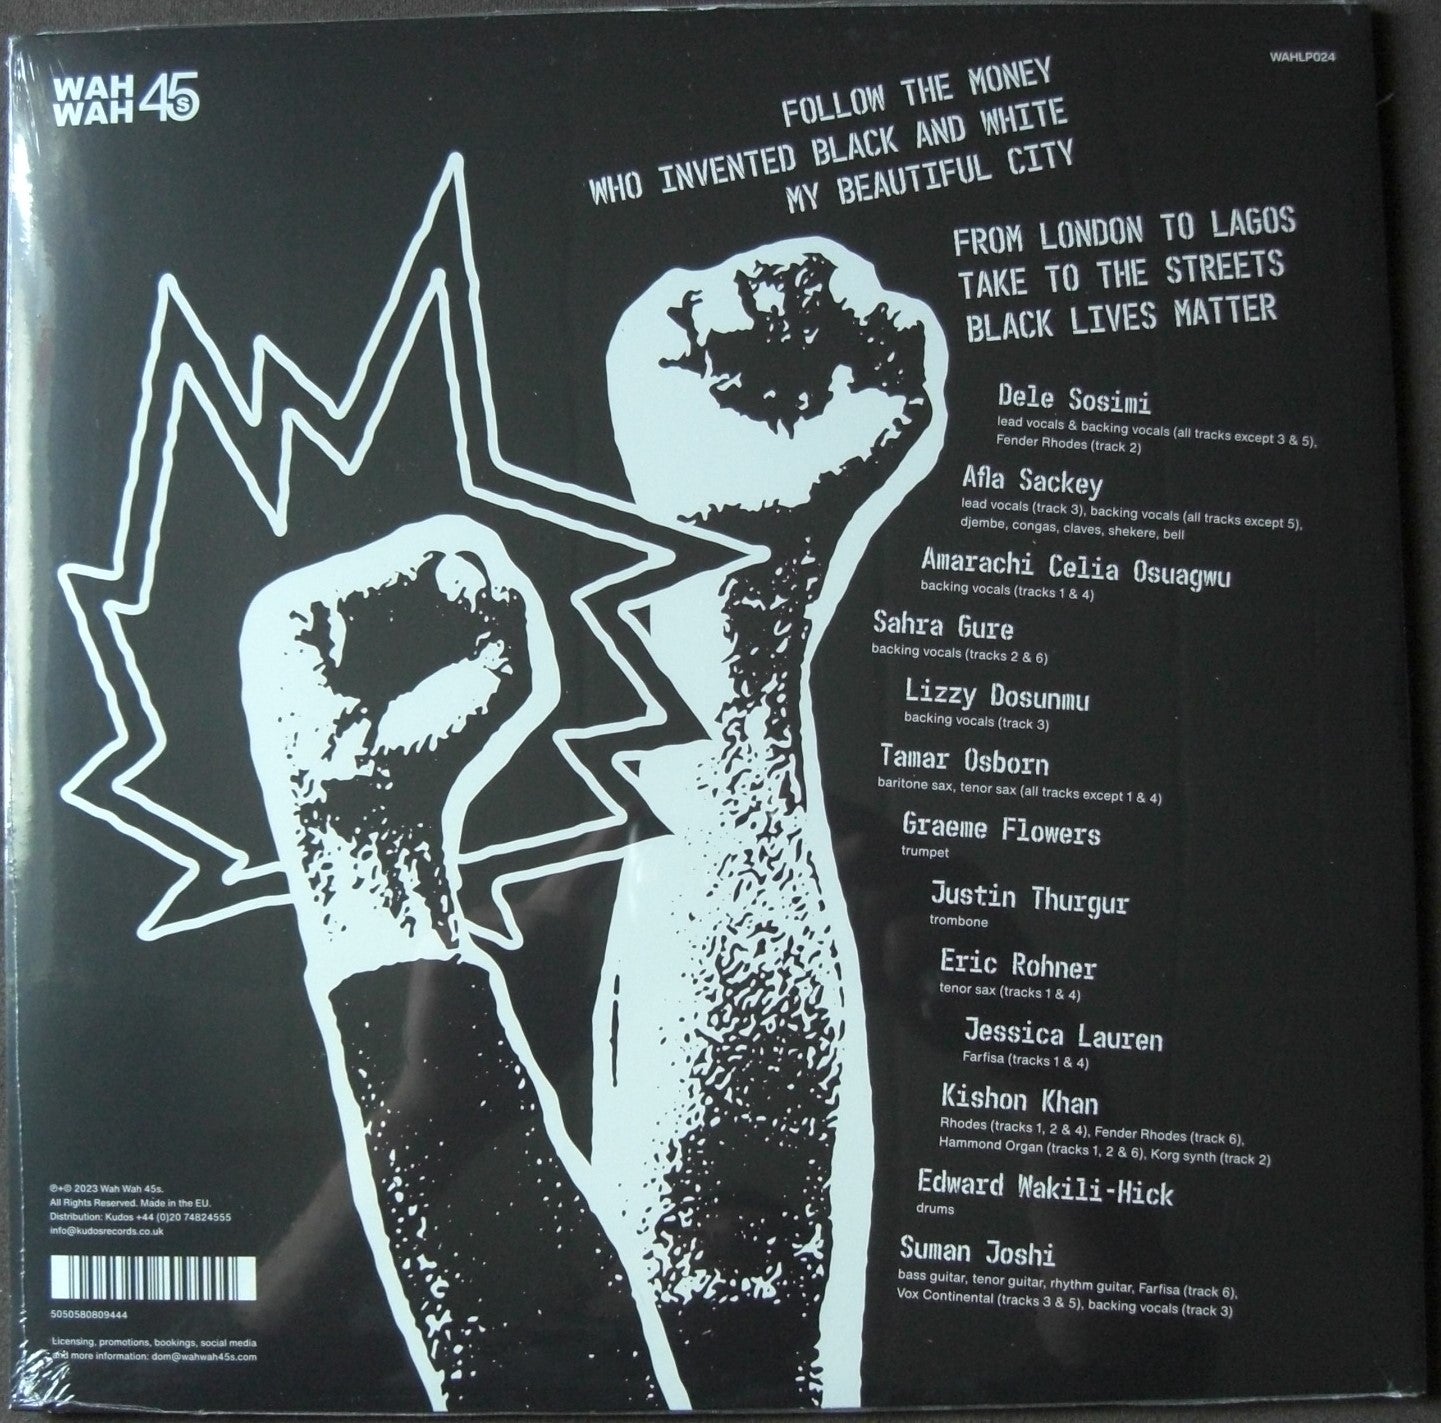 WAH
WAH 45s
WAHLP024
FOLLOW THE MONEY
WHO INVENTED BLACK AND WHITE
MY BEAUTIFUL CITY
FROM LONDON TO LAGOS
TAKE TO THE STREETS
BLACK LIVES MATTER
Dele Sosimi
lead vocals & backing vocals (all tracks except 3 & 5),
Fender Rhodes (track 2)
Afla Sackey
lead vocals (track 3), backing vocals (all tracks except 5),
djembe, congas, claves, shekere, bell
Amarachi Celia Osuagwu
backing vocals (tracks 1 & 4)
Sahra Gure
backing vocals (tracks 2 & 6)
Lizzy Dosunmu
backing vocals (track 3)
Tamar Osborn
baritone sax, tenor sax (all tracks except 1 & 4)
Graeme Flowers
trumpet
Justin Thurgur
trombone
Eric Rohner
tenor sax (tracks 1 & 4)
Jessica Lauren
Farfisa (tracks 1 & 4)
Kishon Khan
Rhodes (tracks 1, 2 & 4), Fender Rhodes (track 6),
Hammond Organ (tracks 1, 2 & 6), Korg synth (track 2)
Edward Wakili-Hick
drums
Suman Joshi
bass guitar, tenor guitar, rhythm guitar, Farfisa (track 6),
Vox Continental (tracks 3 & 5), backing vocals (track 3)
℗+© 2023 Wah Wah 45s.
All Rights Reserved. Made in the EU.
Distribution: Kudos +44 (0)20 74824555
info@kudosrecords.co.uk
5050580809444
Licensing, promotions, bookings, social media
and more information: dom@wahwah45s.com